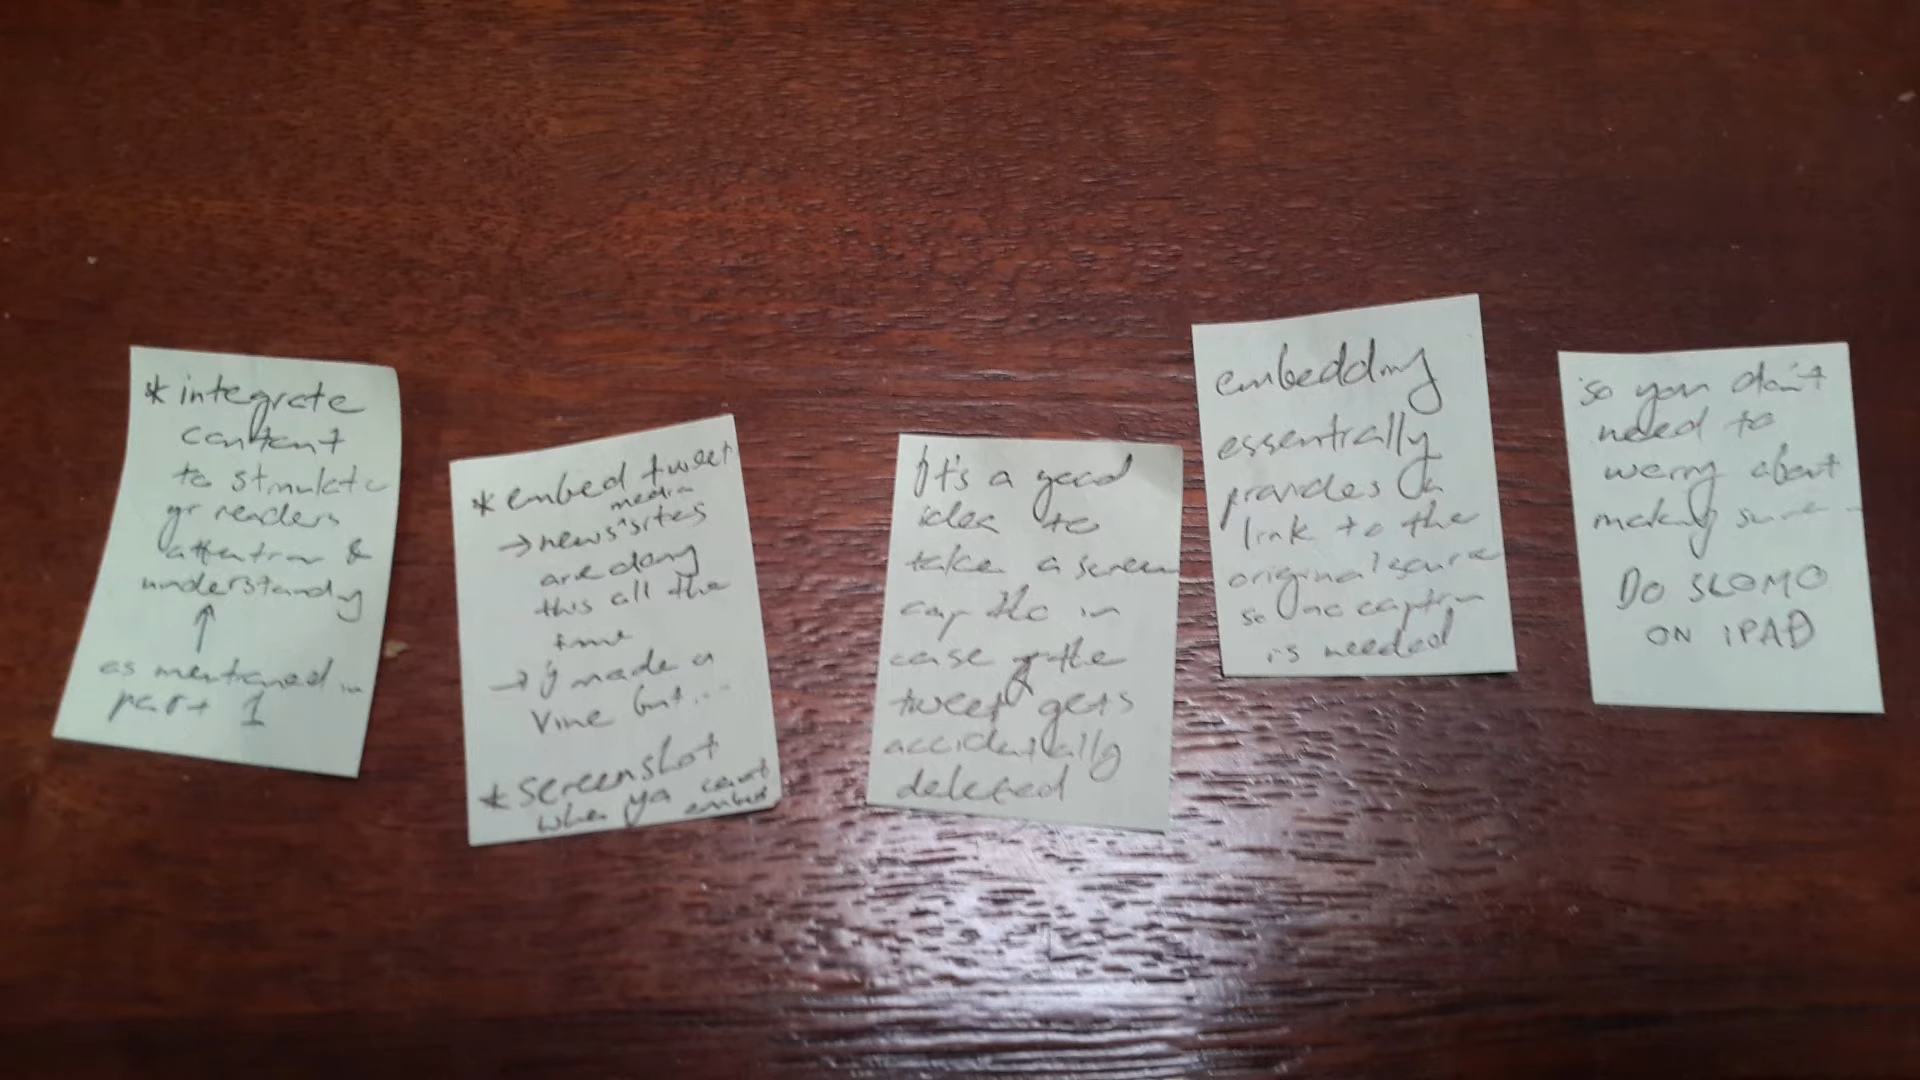 * integrate
content
to stimulate
yr readers
attention &
understanding
↑
as mentioned in
part 1
* embed tweet
media
→ news^sites
are doing
this all the
time
→ I made a
Vine but...
* screenshot
when ya cant
embed
It's a good
idea to
take a screen
cap tho in
case the
tweet gets
accidentally
deleted
embedding
essentially
provides a
link to the
original source
so no caption
is needed
so you don't
need to
worry about
making sure
DO SLOMO
ON IPAD